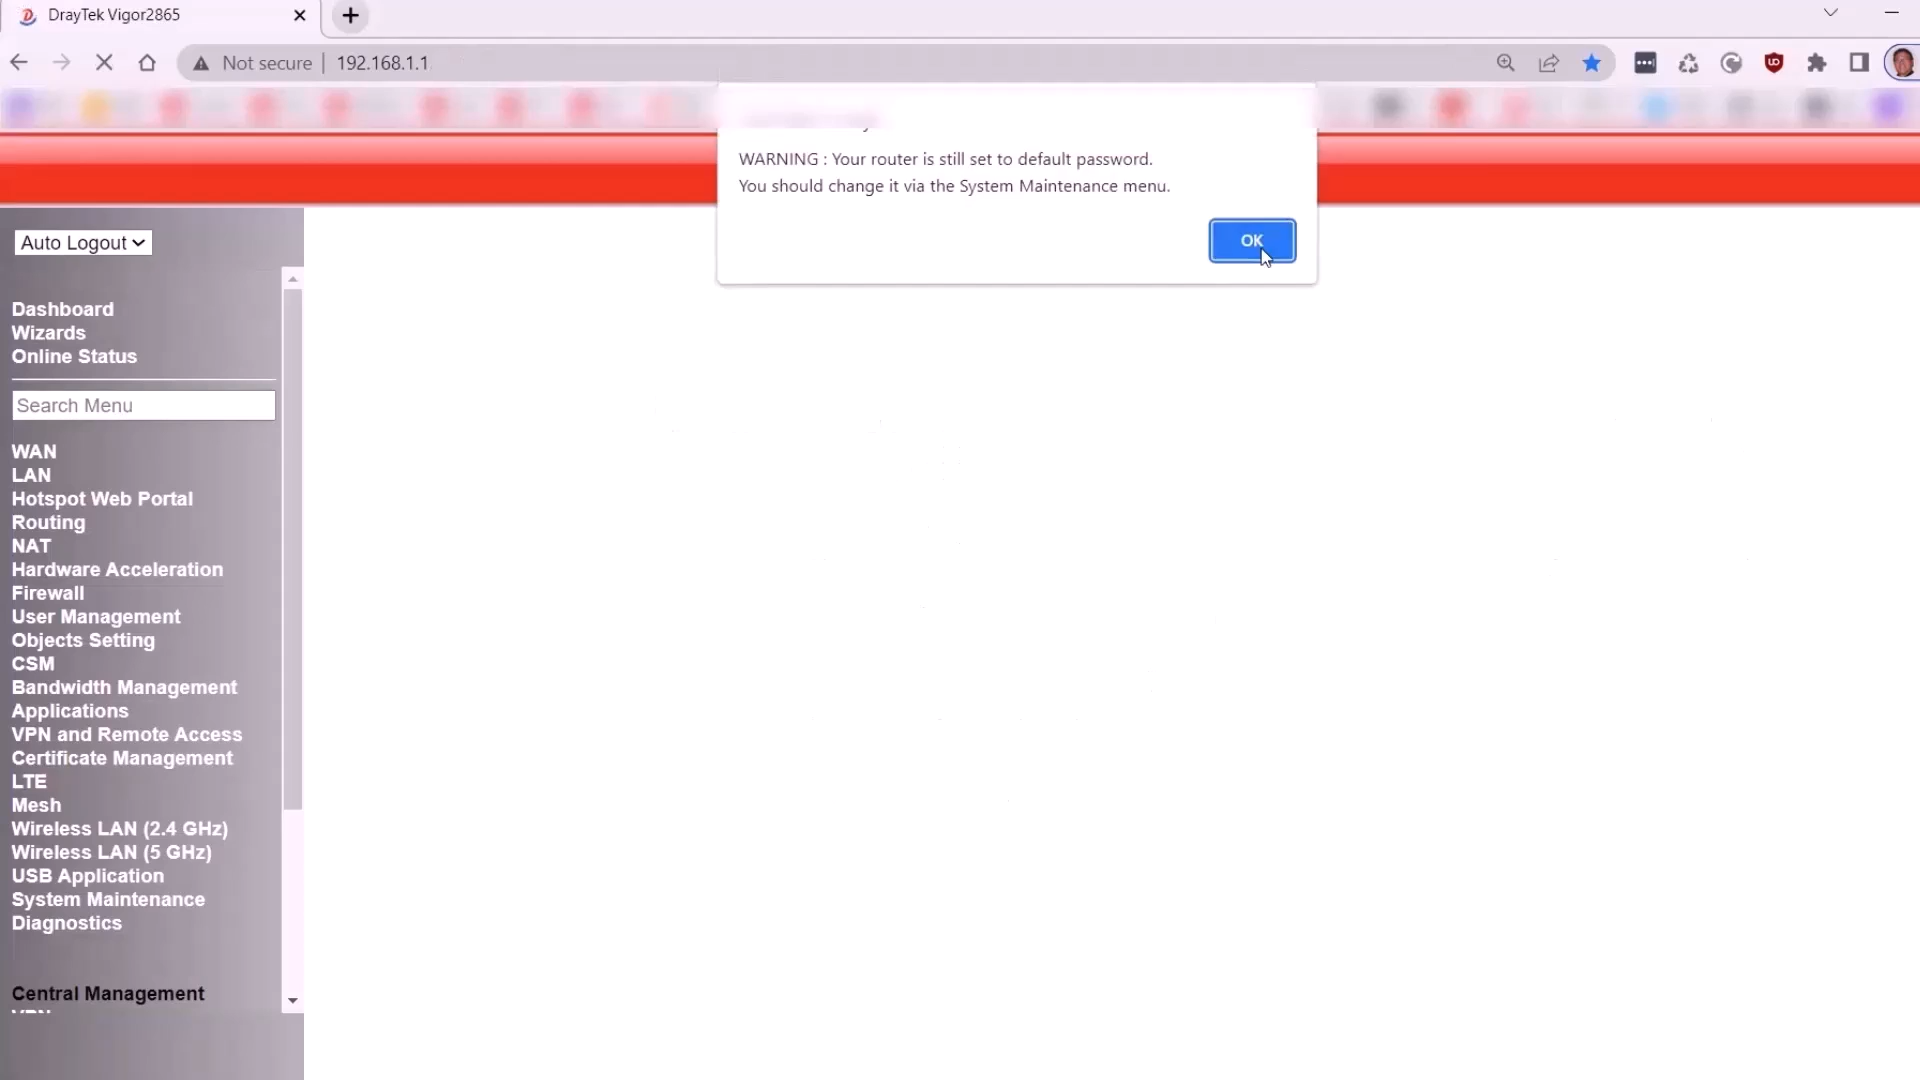 DrayTek Vigor2865
Not secure | 192.168.1.1
WARNING : Your router is still set to default password.
You should change it via the System Maintenance menu.
OK
Auto Logout
Dashboard
Wizards
Online Status
Search Menu
WAN
LAN
Hotspot Web Portal
Routing
NAT
Hardware Acceleration
Firewall
User Management
Objects Setting
CSM
Bandwidth Management
Applications
VPN and Remote Access
Certificate Management
LTE
Mesh
Wireless LAN (2.4 GHz)
Wireless LAN (5 GHz)
USB Application
System Maintenance
Diagnostics
Central Management
VPN